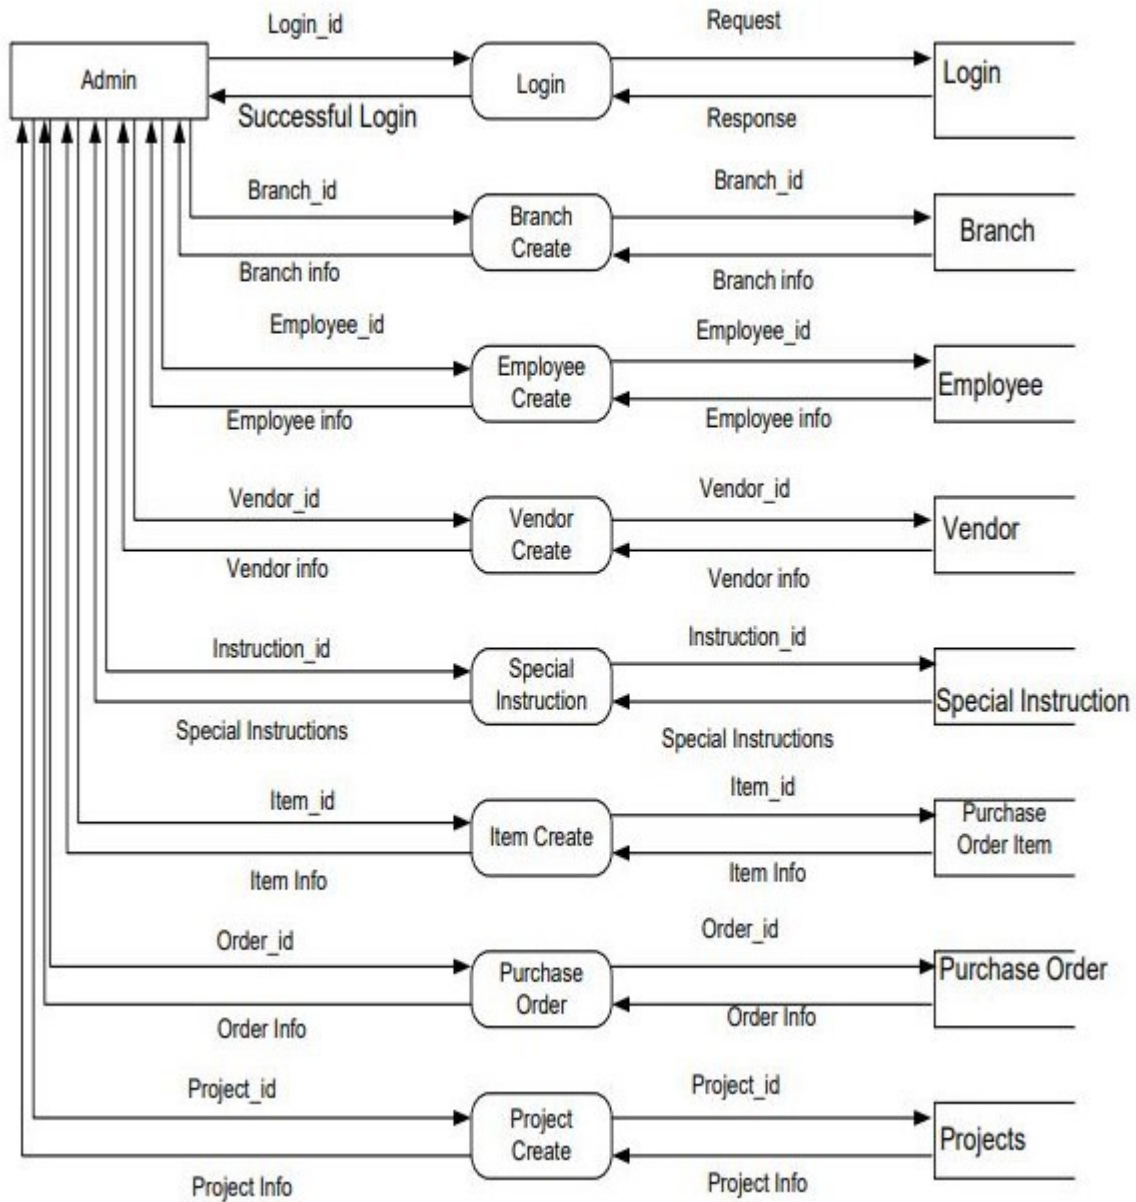 Login_id
Request
Admin
Login
Login
Successful Login
Response
Branch_id
Branch_id
Branch
Create
Branch
Branch info
Branch info
Employee_id
Employee_id
Employee
Create
Employee
Employee info
Employee info
Vendor_id
Vendor_id
Vendor
Create
Vendor
Vendor info
Vendor info
Instruction_id
Instruction_id
Special
Instruction
Special Instruction
Special Instructions
Special Instructions
Item_id
Item_id
Item Create
Purchase
Order Item
Item Info
Item Info
Order_id
Order_id
Purchase
Order
Purchase Order
Order Info
Order Info
Project_id
Project_id
Project
Create
Projects
Project Info
Project Info